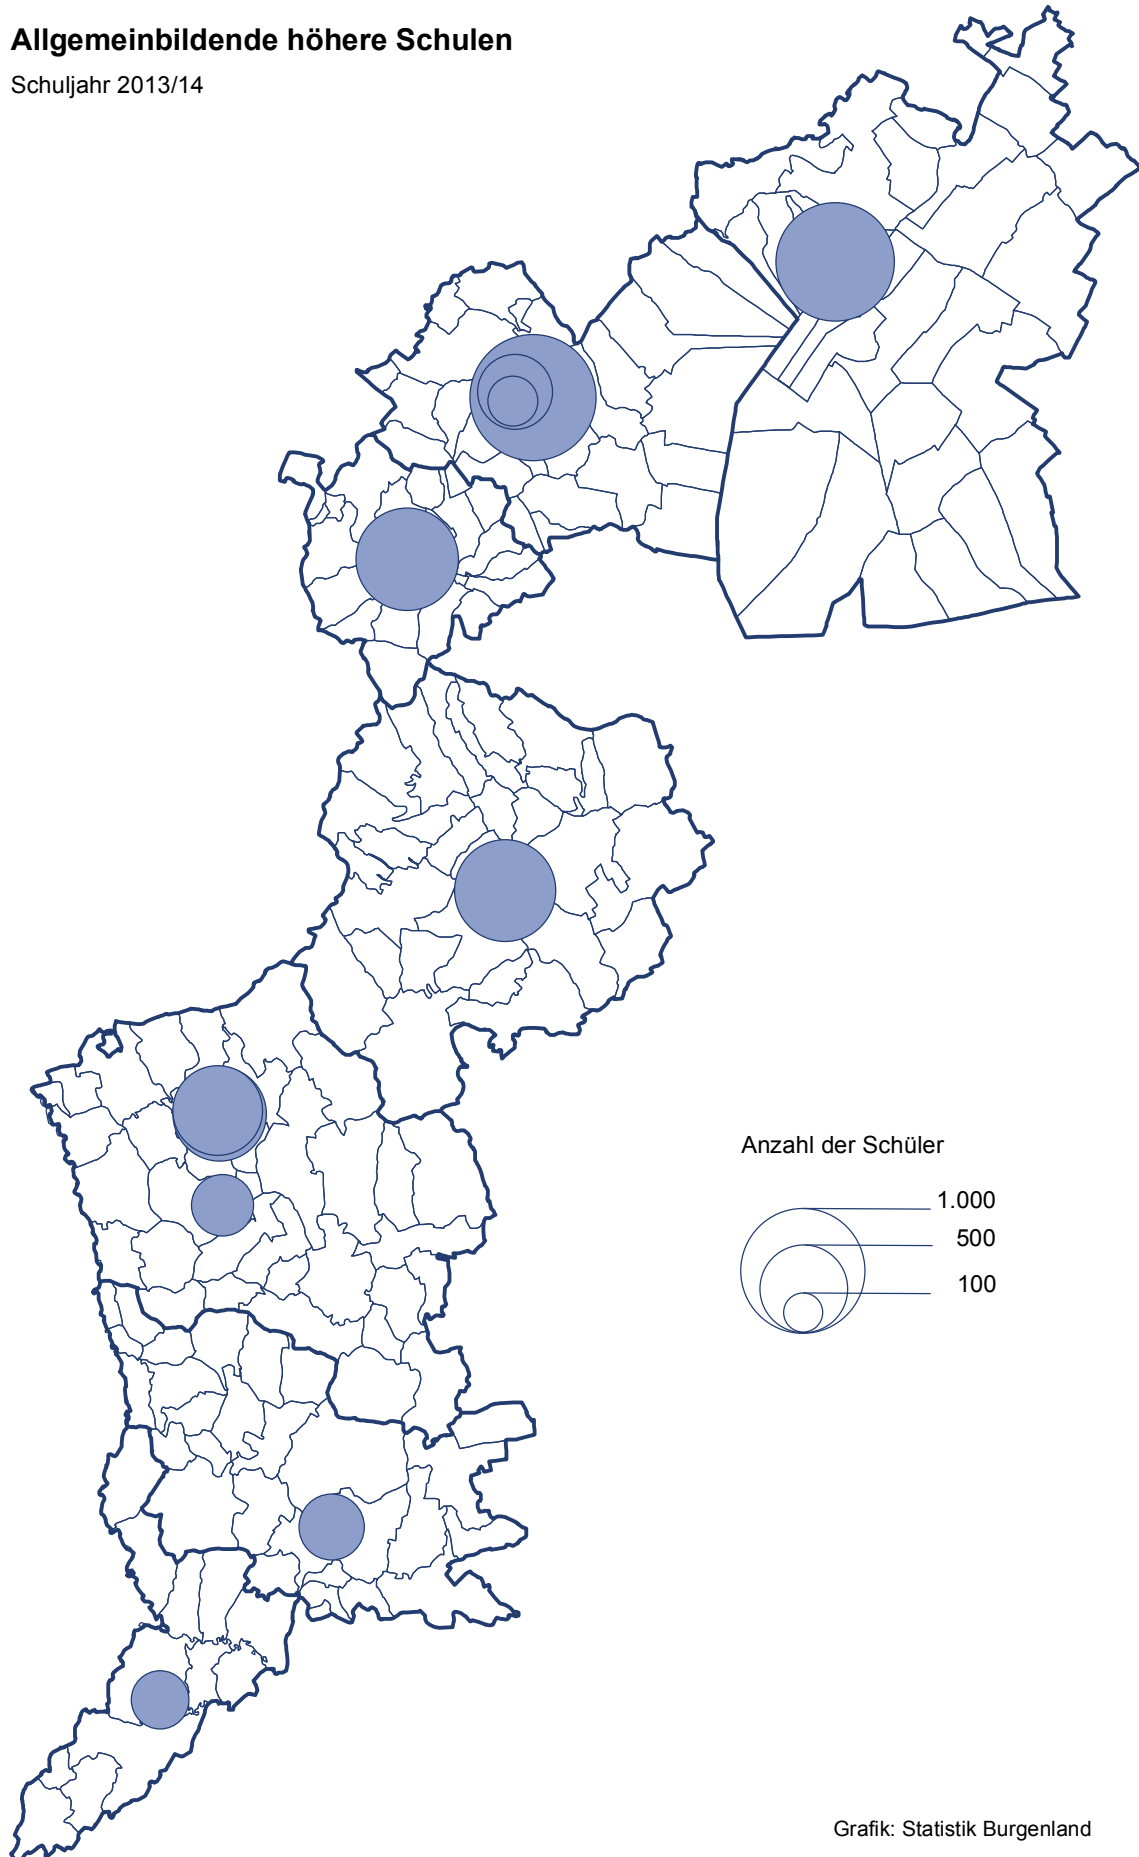 Allgemeinbildende höhere Schulen
Schuljahr 2013/14
Anzahl der Schüler
1.000
500
100
Grafik: Statistik Burgenland